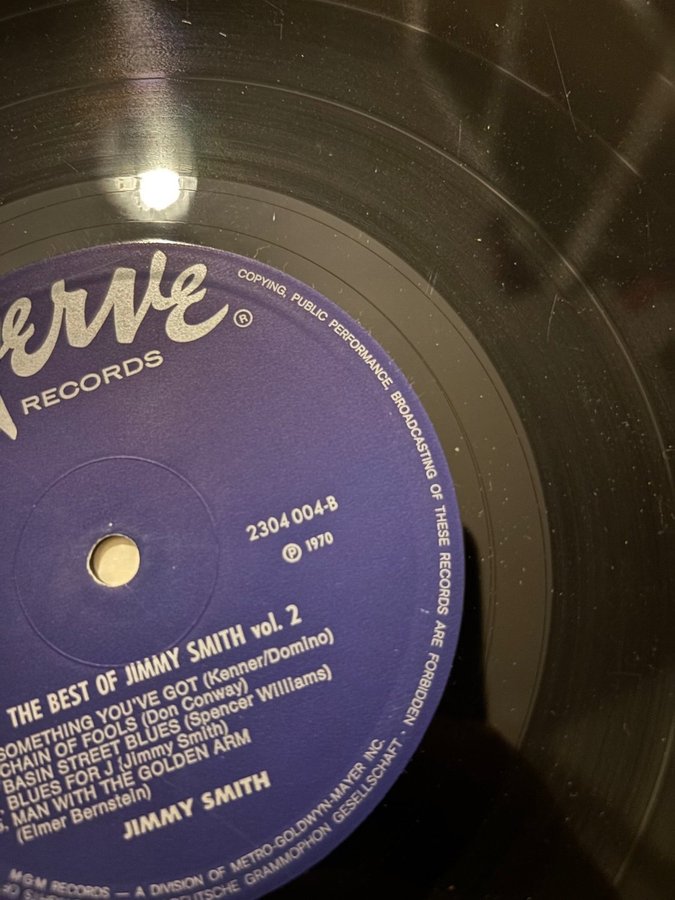 VERVE
®
RECORDS
COPYING, PUBLIC PERFORMANCE, BROADCASTING OF THESE RECORDS ARE FORBIDDEN ·
2304 004-B
℗ 1970
THE BEST OF JIMMY SMITH vol. 2
SOMETHING YOU'VE GOT (Kenner/Domino)
CHAIN OF FOOLS (Don Conway)
BASIN STREET BLUES (Spencer Williams)
BLUES FOR J (Jimmy Smith)
MAN WITH THE GOLDEN ARM
(Elmer Bernstein)
JIMMY SMITH
MGM RECORDS — A DIVISION OF METRO-GOLDWYN-MAYER INC.
DEUTSCHE GRAMMOPHON GESELLSCHAFT ·